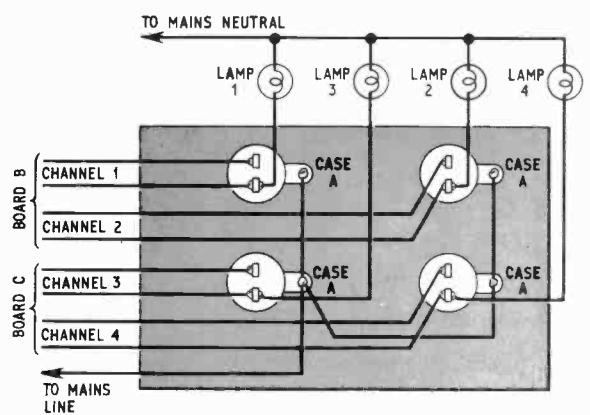 TO MAINS NEUTRAL
LAMP 1
LAMP 3
LAMP 2
LAMP 4
BOARD B
CHANNEL 1
CHANNEL 2
CASE A
CASE A
BOARD C
CHANNEL 3
CHANNEL 4
CASE A
CASE A
TO MAINS
LINE